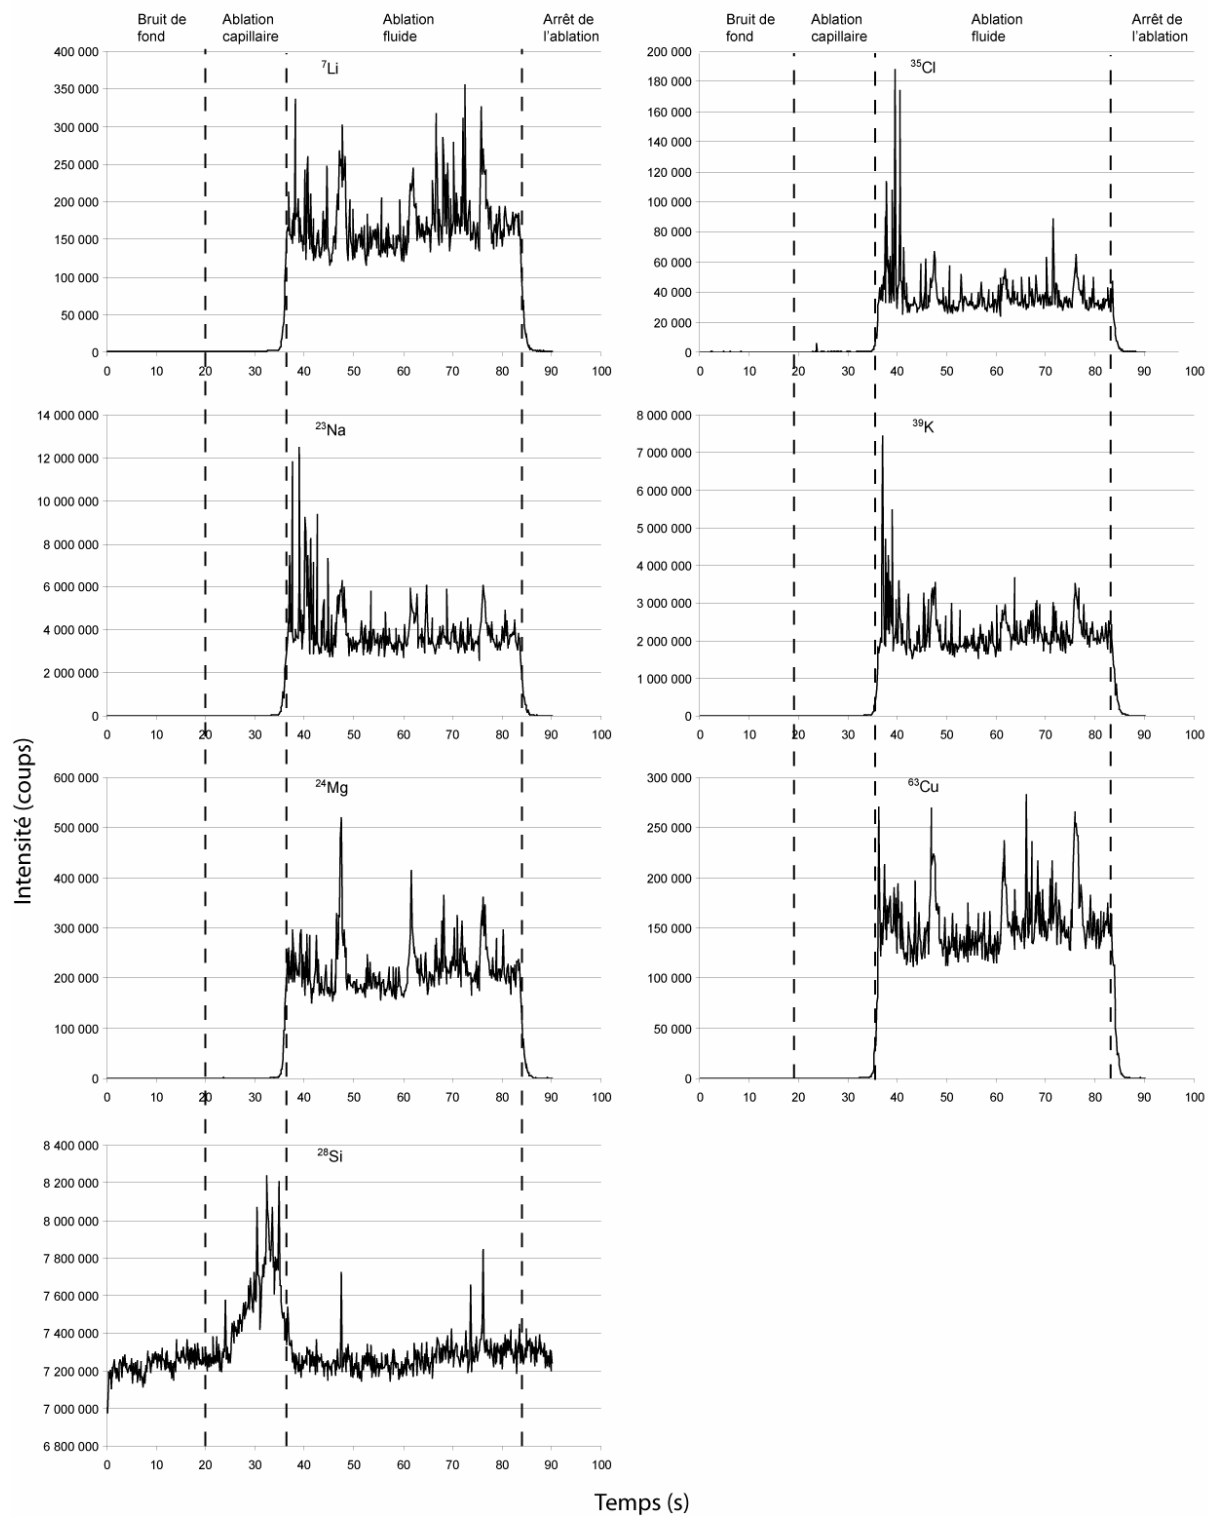 Bruit de fond
Ablation capillaire
Ablation fluide
Arrêt de l'ablation
Bruit de fond
Ablation capillaire
Ablation fluide
Arrêt de l'ablation
⁷Li
400 000
350 000
300 000
250 000
200 000
150 000
100 000
50 000
0
0 10 20 30 40 50 60 70 80 90 100
³⁵Cl
200 000
180 000
160 000
140 000
120 000
100 000
80 000
60 000
40 000
20 000
0
0 10 20 30 40 50 60 70 80 90 100
²³Na
14 000 000
12 000 000
10 000 000
8 000 000
6 000 000
4 000 000
2 000 000
0
0 10 20 30 40 50 60 70 80 90 100
³⁹K
8 000 000
7 000 000
6 000 000
5 000 000
4 000 000
3 000 000
2 000 000
1 000 000
0
0 10 20 30 40 50 60 70 80 90 100
Intensité (coups)
²⁴Mg
600 000
500 000
400 000
300 000
200 000
100 000
0
0 10 20 30 40 50 60 70 80 90 100
⁶³Cu
300 000
250 000
200 000
150 000
100 000
50 000
0
0 10 20 30 40 50 60 70 80 90 100
²⁸Si
8 400 000
8 200 000
8 000 000
7 800 000
7 600 000
7 400 000
7 200 000
7 000 000
6 800 000
0 10 20 30 40 50 60 70 80 90 100
Temps (s)